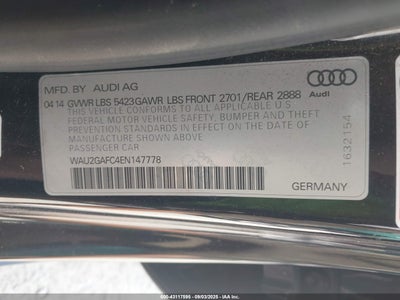 MFD. BY AUDI AG
04 14 GVWR LBS 5423 GAWR LBS FRONT 2701/REAR 2888
THIS VEHICLE CONFORMS TO ALL APPLICABLE U S
FEDERAL MOTOR VEHICLE SAFETY, BUMPER AND THEFT
PREVENTION STANDARDS IN EFFECT ON THE DATE OF
MANUFACTURE SHOWN ABOVE
PASSENGER CAR
WAU2GAFC4EN147778
Audi
1632154
GERMANY
500-43117595 - 09/03/2025 - IAA Inc.